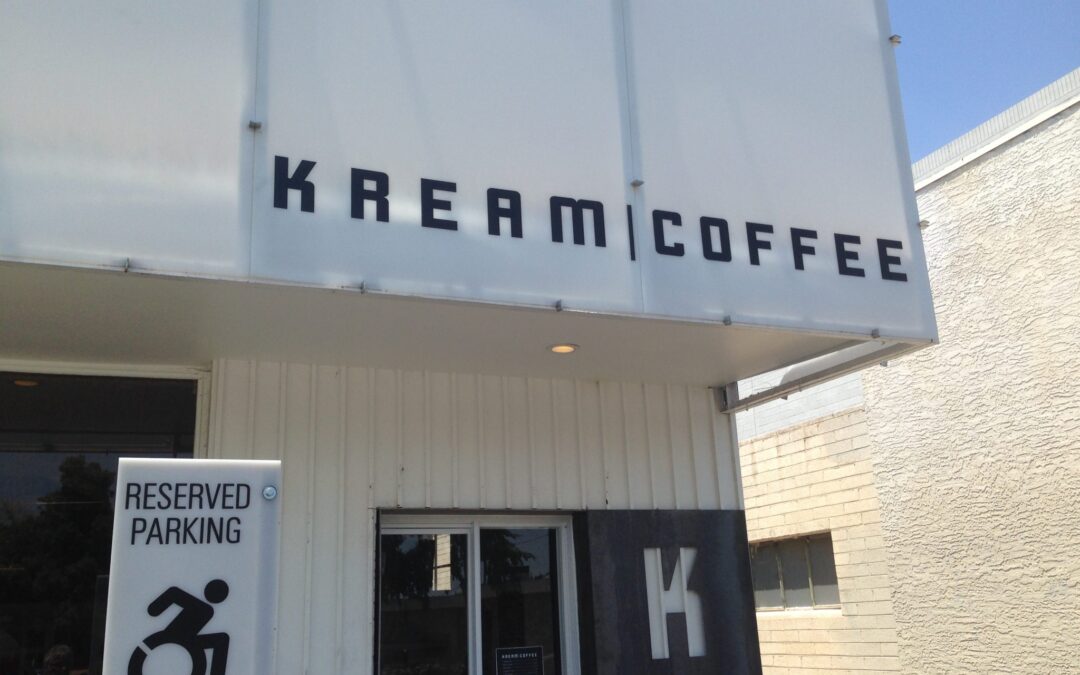 KREAM|COFFEE
RESERVED
PARKING
K
KREAM|COFFEE